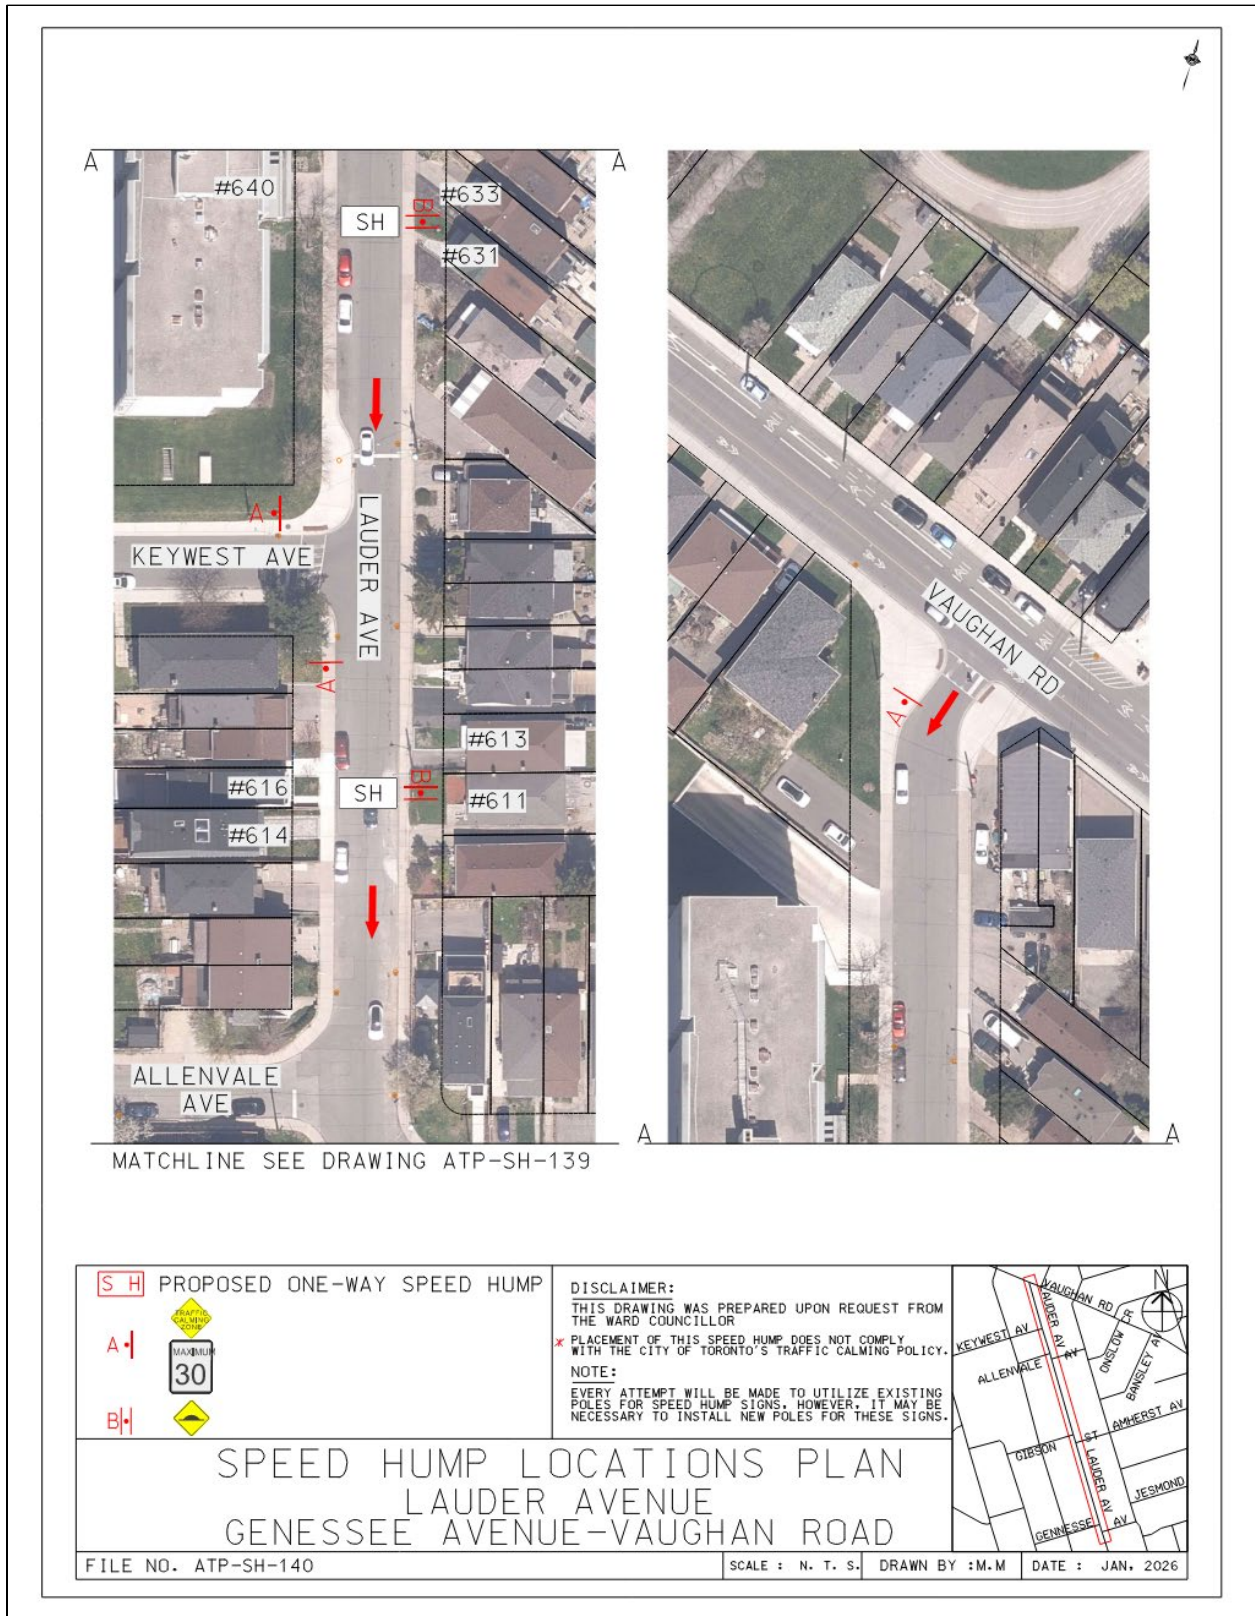 A
A
#640
#633
B
SH
#631
A
KEYWEST AVE
LAUDER AVE
A
#613
B
SH
#616
#611
#614
ALLENVALE
AVE
MATCHLINE SEE DRAWING ATP-SH-139
VAUGHAN RD
A
A
A
S H PROPOSED ONE-WAY SPEED HUMP
TRAFFIC
CALMING
ZONE
A
MAXIMUM
30
B
DISCLAIMER:
THIS DRAWING WAS PREPARED UPON REQUEST FROM
THE WARD COUNCILLOR
* PLACEMENT OF THIS SPEED HUMP DOES NOT COMPLY
WITH THE CITY OF TORONTO'S TRAFFIC CALMING POLICY.
NOTE:
EVERY ATTEMPT WILL BE MADE TO UTILIZE EXISTING
POLES FOR SPEED HUMP SIGNS, HOWEVER, IT MAY BE
NECESSARY TO INSTALL NEW POLES FOR THESE SIGNS.
N
VAUGHAN RD
LAUDER AV
KEYWEST AV
ONSLOW CR
ALLENVALE AV
BANSLEY AV
AMHERST AV
GIBSON ST
LAUDER AV
JESMOND
GENNESSE AV
SPEED HUMP LOCATIONS PLAN
LAUDER AVENUE
GENESSEE AVENUE-VAUGHAN ROAD
FILE NO. ATP-SH-140
SCALE : N. T. S.
DRAWN BY :M.M
DATE : JAN, 2026